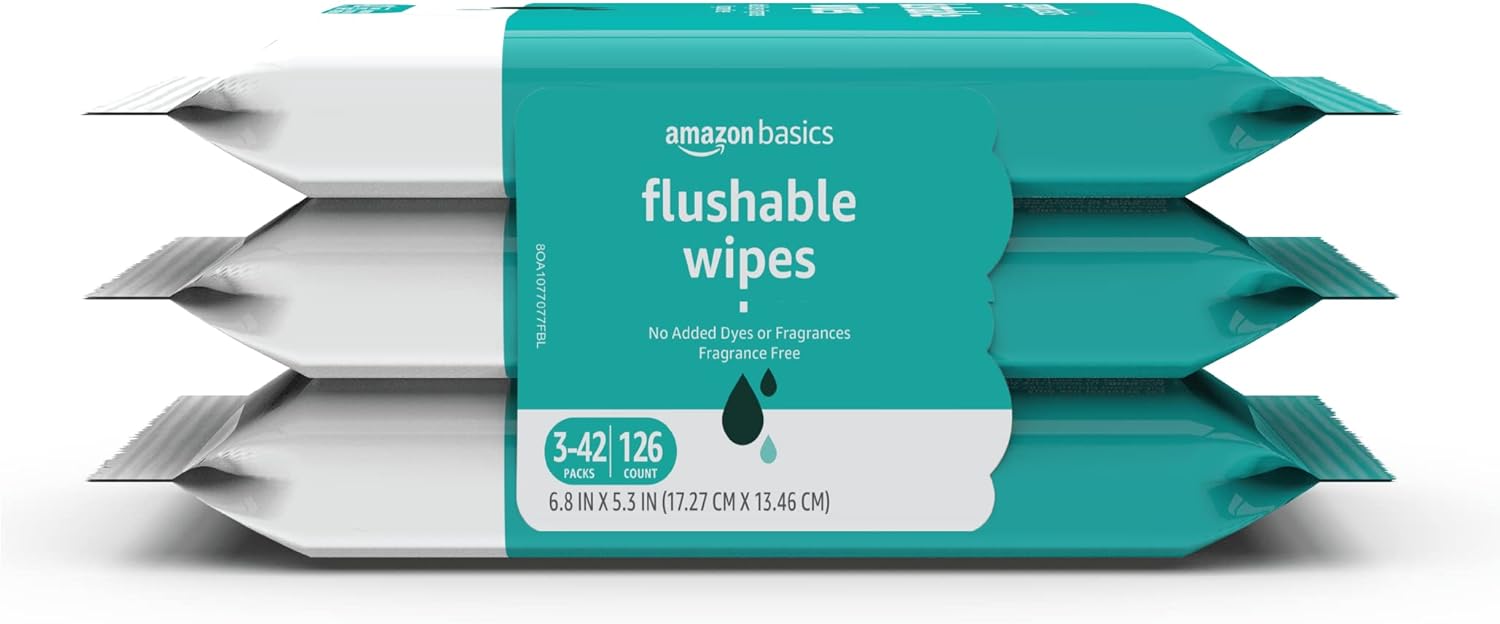 amazon basics
flushable
wipes
No Added Dyes or Fragrances
Fragrance Free
3-42 | 126
PACKS COUNT
6.8 IN X 5.3 IN (17.27 CM X 13.46 CM)
8OA1077077FBL